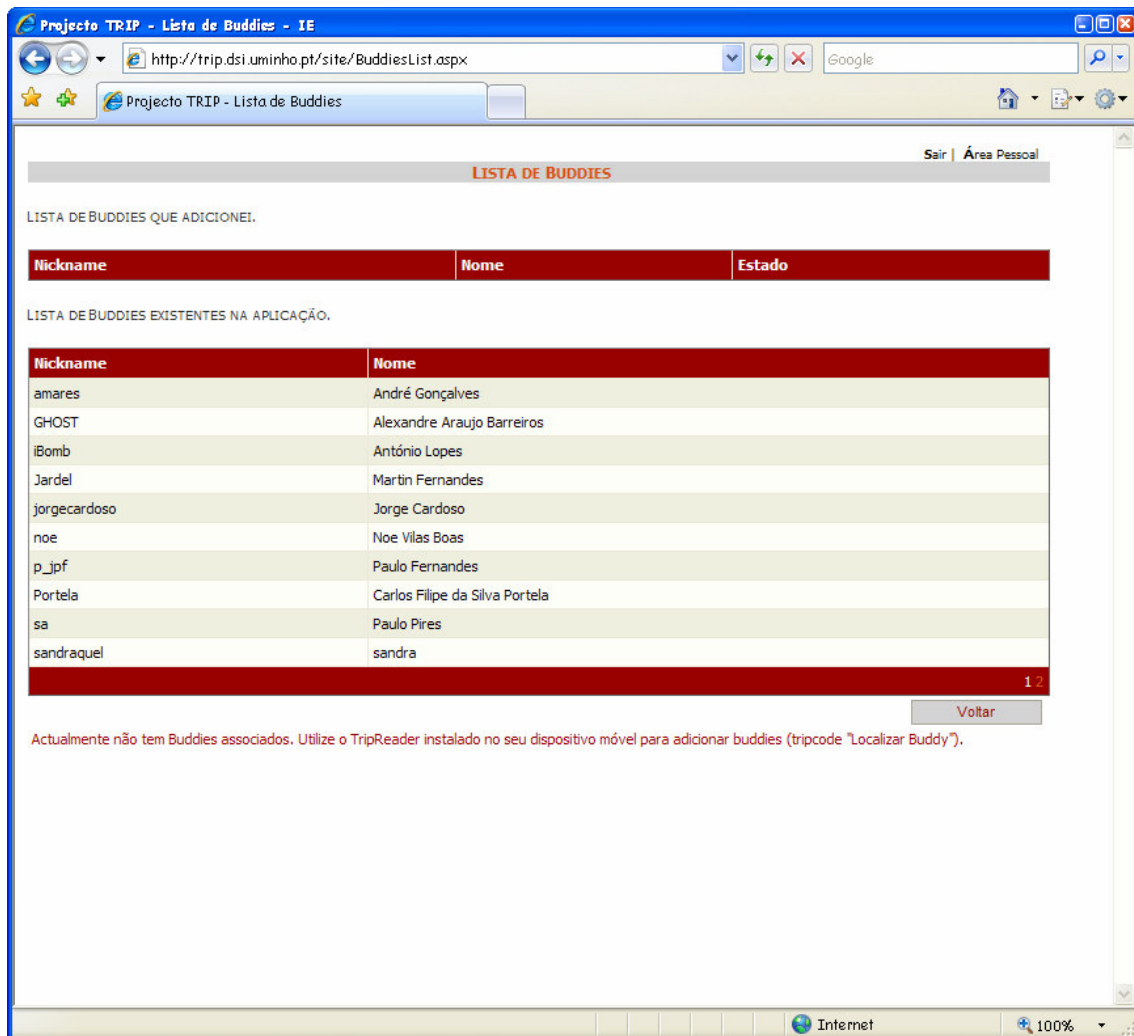 Projecto TRIP - Lista de Buddies - IE
http://trip.dsi.uminho.pt/site/BuddiesList.aspx
Google
Projecto TRIP - Lista de Buddies
Sair | Área Pessoal
LISTA DE BUDDIES
LISTA DE BUDDIES QUE ADICIONEI.
Nickname Nome Estado
LISTA DE BUDDIES EXISTENTES NA APLICAÇÃO.
Nickname Nome
amares André Gonçalves
GHOST Alexandre Araujo Barreiros
iBomb António Lopes
Jardel Martin Fernandes
jorgecardoso Jorge Cardoso
noe Noe Vilas Boas
p_jpf Paulo Fernandes
Portela Carlos Filipe da Silva Portela
sa Paulo Pires
sandraquel sandra
1 2
Voltar
Actualmente não tem Buddies associados. Utilize o TripReader instalado no seu dispositivo móvel para adicionar buddies (tripcode "Localizar Buddy").
Internet 100%